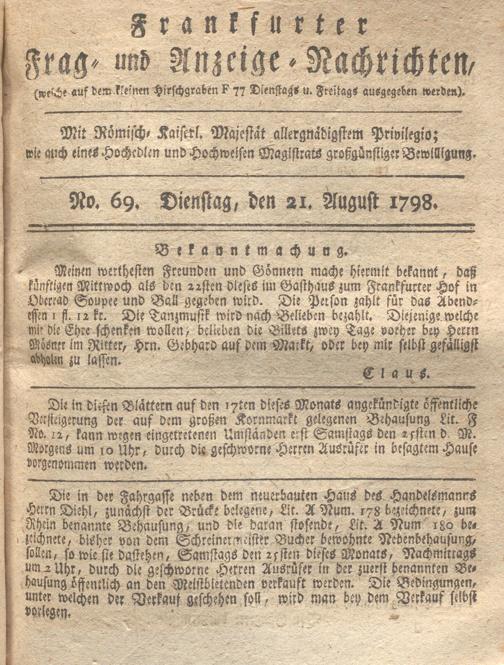 Frankfurter
Frag- und Anzeige-Nachrichten,
(welche auf dem kleinen Hirschgraben F 77 Dienstags u. Freitags ausgegeben werden).
Mit Römisch-Kaiserl. Majestät allergnädigstem Privilegio;
wie auch eines Hochedlen und Hochweisen Magistrats großgünstiger Bewilligung.
No. 69. Dienstag, den 21. August 1798.
Bekanntmachung.
Meinen werthesten Freunden und Gönnern mache hiermit bekannt, daß
künftigen Mittwoch als den 22sten dieses im Gasthaus zum Frankfurter Hof in
Oberrad Soupee und Ball gegeben wird. Die Person zahlt für das Abend-
essen 1 fl. 12 kr. Die Tanzmusik wird nach Belieben bezahlt. Diejenige welche
mir die Ehre schenken wollen, belieben die Billets zwey Tage vorher bey Herrn
Mösner im Ritter, Hrn. Gebhard auf dem Markt, oder bey mir selbst gefälligst
abholen zu lassen.
Claus.
Die in diesen Blättern auf den 17ten dieses Monats angekündigte öffentliche
Versteigerung der auf dem großen Kornmarkt gelegenen Behausung Lit. F
No. 12, kann wegen eingetretenen Umständen erst Samstags den 25sten d. M.
Morgens um 10 Uhr, durch die geschworne Herren Ausrüfer in besagtem Hause
vorgenommen werden.
Die in der Fahrgasse neben dem neuerbauten Haus des Handelsmanns
Herrn Diehl, zunächst der Brücke belegene, Lit. A Num. 178 bezeichnete, zum
Rhein benannte Behausung, und die daran stosende, Lit. A Num 180 be-
zeichnete, bisher von dem Schreinermeister Bucher bewohnte Nebenbehausung,
sollen, so wie sie dastehen, Samstags den 25sten dieses Monats, Nachmittags
um 2 Uhr, durch die geschworne Herren Ausrüfer in der zuerst benannten Be-
hausung öffentlich an den Meistbietenden verkauft werden. Die Bedingungen,
unter welchen der Verkauf geschehen soll, wird man bey dem Verkauf selbst
vorlegen.